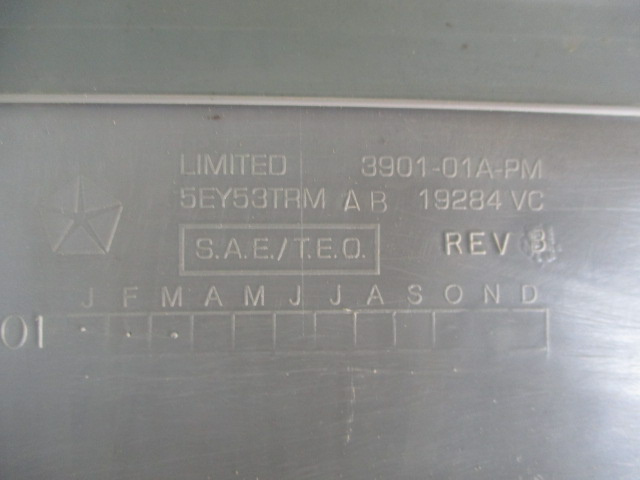 LIMITED 3901-01A-PM
5EY53TRM AB 19284 VC
S.A.E./T.E.O. REV B
J F M A M J J A S O N D
01